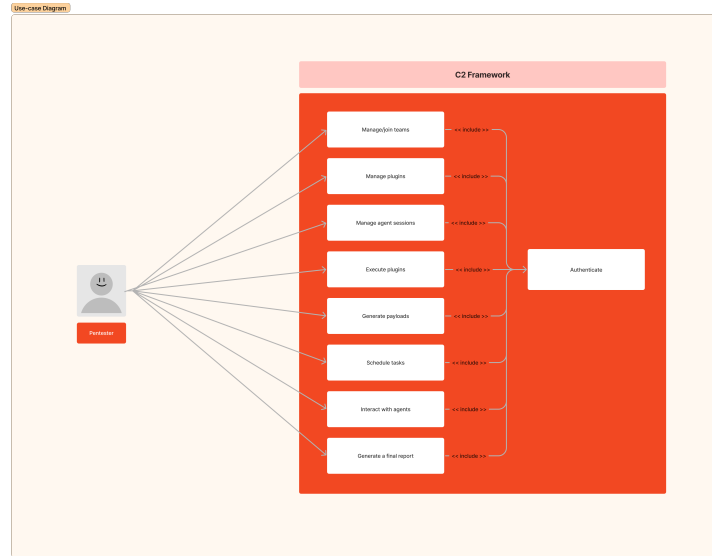 Use-case Diagram
C2 Framework
Manage/join teams
<< include >>
Manage plugins
<< include >>
Manage agent sessions
<< include >>
Execute plugins
<< include >>
Authenticate
Generate payloads
<< include >>
Pentester
Schedule tasks
<< include >>
Interact with agents
<< include >>
Generate a final report
<< include >>